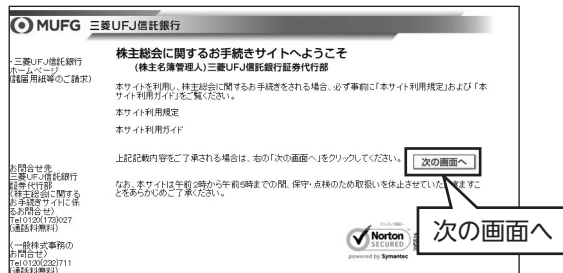 MUFG 三菱UFJ信託銀行
・三菱UFJ信託銀行
ホームページ
(諸届用紙等のご請求)
株主総会に関するお手続きサイトへようこそ
(株主名簿管理人)三菱UFJ信託銀行証券代行部
本サイトを利用し、株主総会に関するお手続きをされる場合、必ず事前に「本サイト利用規定」および「本
サイト利用ガイド」をご覧ください。
本サイト利用規定
本サイト利用ガイド
上記記載内容をご了承される場合は、右の「次の画面へ」をクリックしてください。
次の画面へ
なお、本サイトは午前2時から午前5時までの間、保守・点検のため取扱いを休止させていただきますこ
とをあらかじめご了承ください。
お問合せ先
三菱UFJ信託銀行
証券代行部
(株主総会に関する
お手続きサイトに係
るお問合せ)
Tel 0120(173)027
(通話料無料)
(一般株式事務の
お問合せ)
Tel 0120(232)711
(通話料無料)
Norton
SECURED
powered by Symantec
次の画面へ